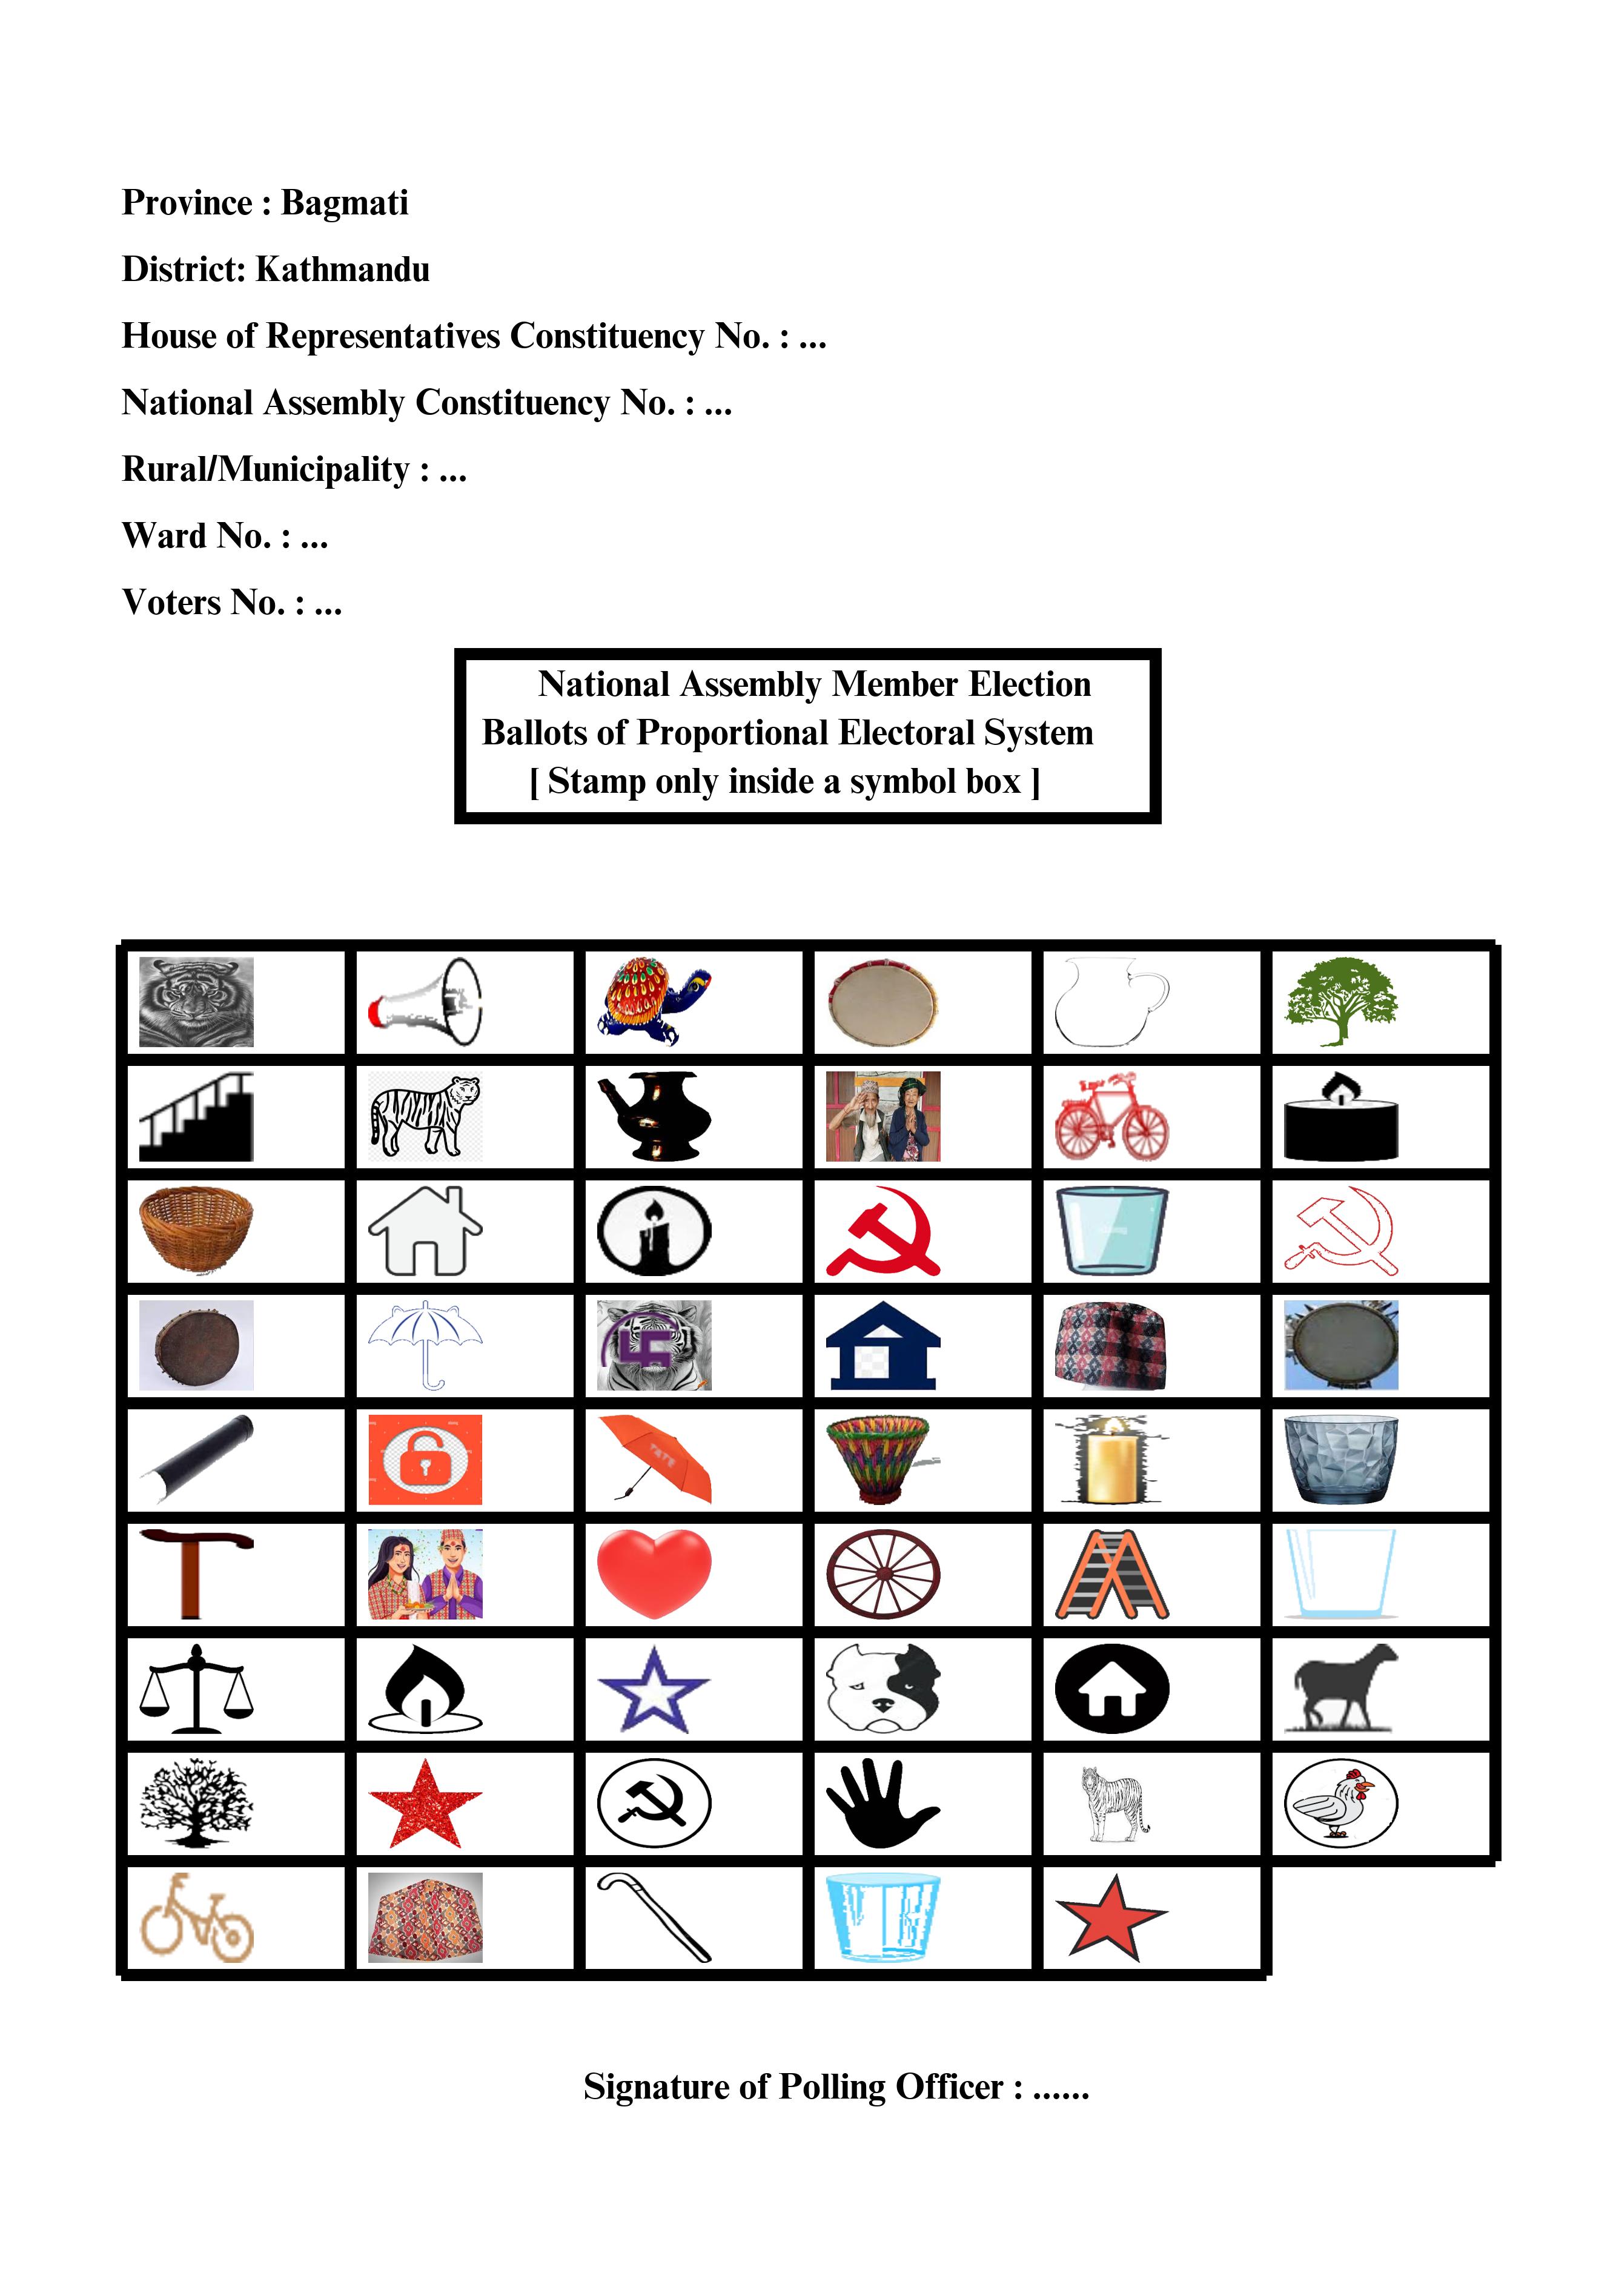 Province : Bagmati
District: Kathmandu
House of Representatives Constituency No. : ...
National Assembly Constituency No. : ...
Rural/Municipality : ...
Ward No. : ...
Voters No. : ...
National Assembly Member Election
Ballots of Proportional Electoral System
[ Stamp only inside a symbol box ]
TATE
Signature of Polling Officer : ......